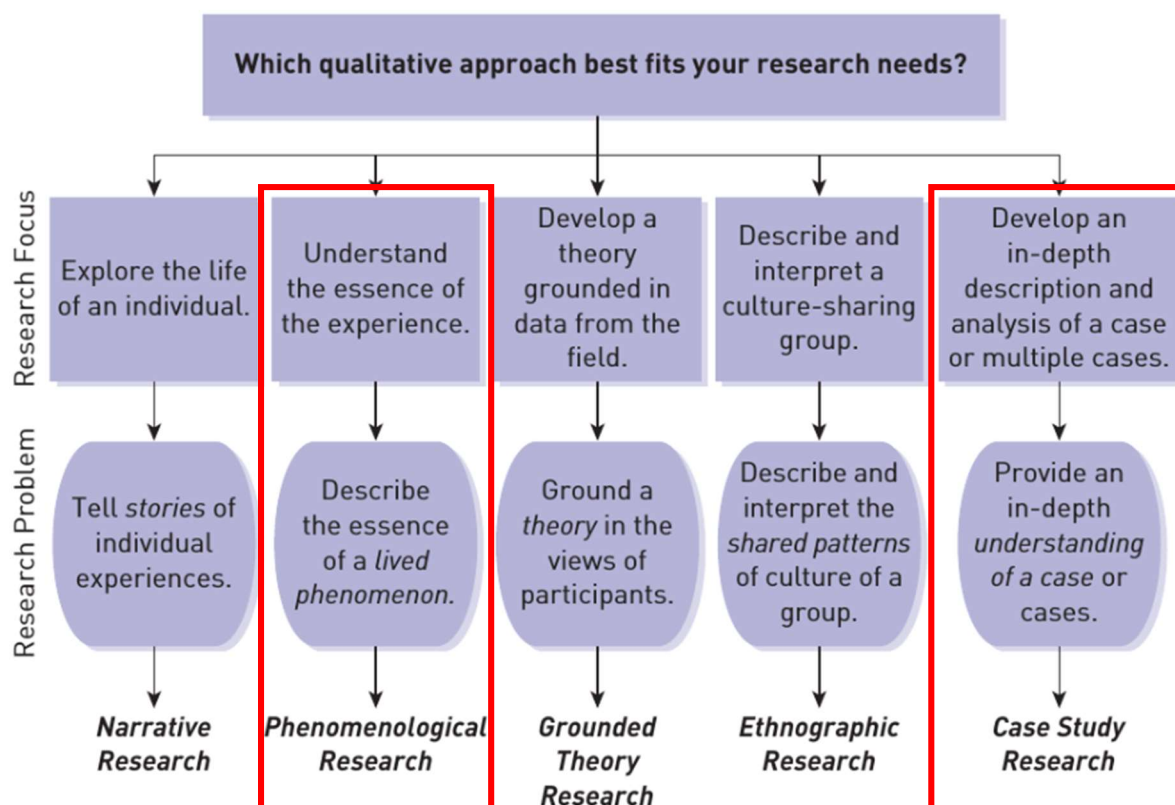 Which qualitative approach best fits your research needs?
Research Focus
Explore the life
of an individual.
Understand
the essence of
the experience.
Develop a
theory
grounded in
data from the
field.
Describe and
interpret a
culture-sharing
group.
Develop an
in-depth
description and
analysis of a case
or multiple cases.
Research Problem
Tell stories of
individual
experiences.
Describe
the essence
of a lived
phenomenon.
Ground a
theory in the
views of
participants.
Describe and
interpret the
shared patterns
of culture of a
group.
Provide an
in-depth
understanding
of a case or
cases.
Narrative
Research
Phenomenological
Research
Grounded
Theory
Research
Ethnographic
Research
Case Study
Research